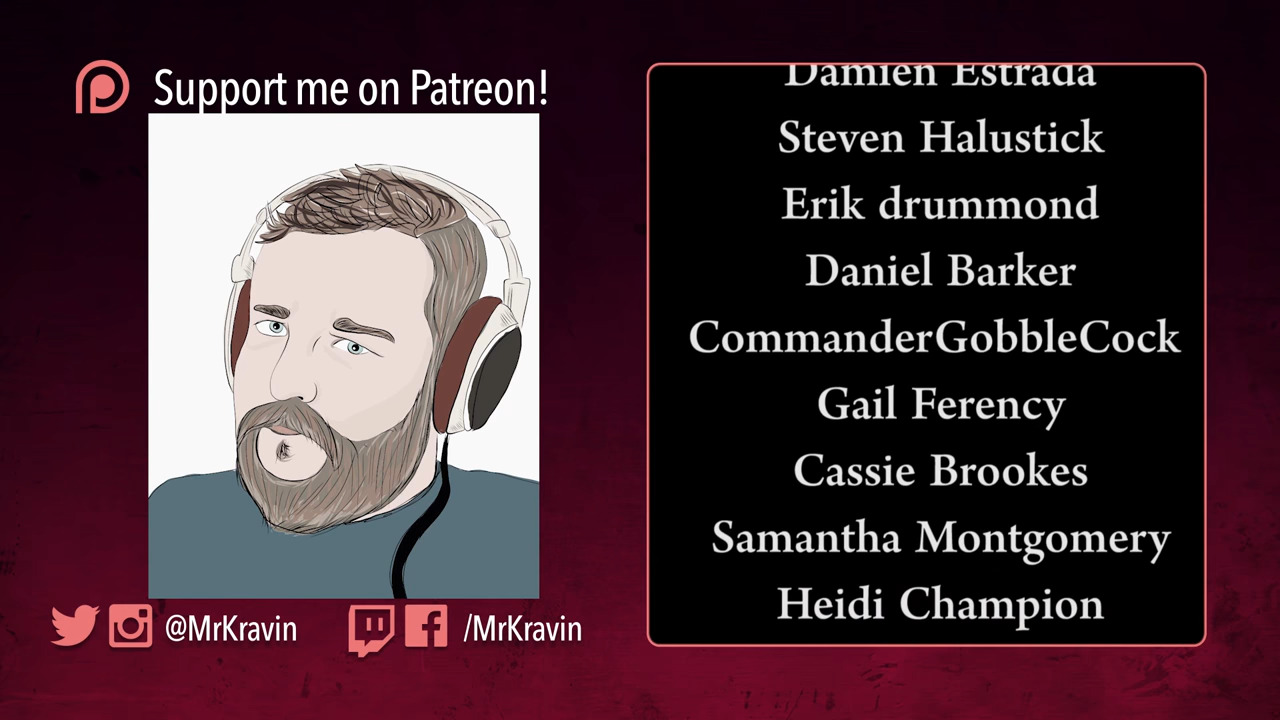 Support me on Patreon!
@MrKravin
/MrKravin
Damien Estrada
Steven Halustick
Erik drummond
Daniel Barker
CommanderGobbleCock
Gail Ferency
Cassie Brookes
Samantha Montgomery
Heidi Champion